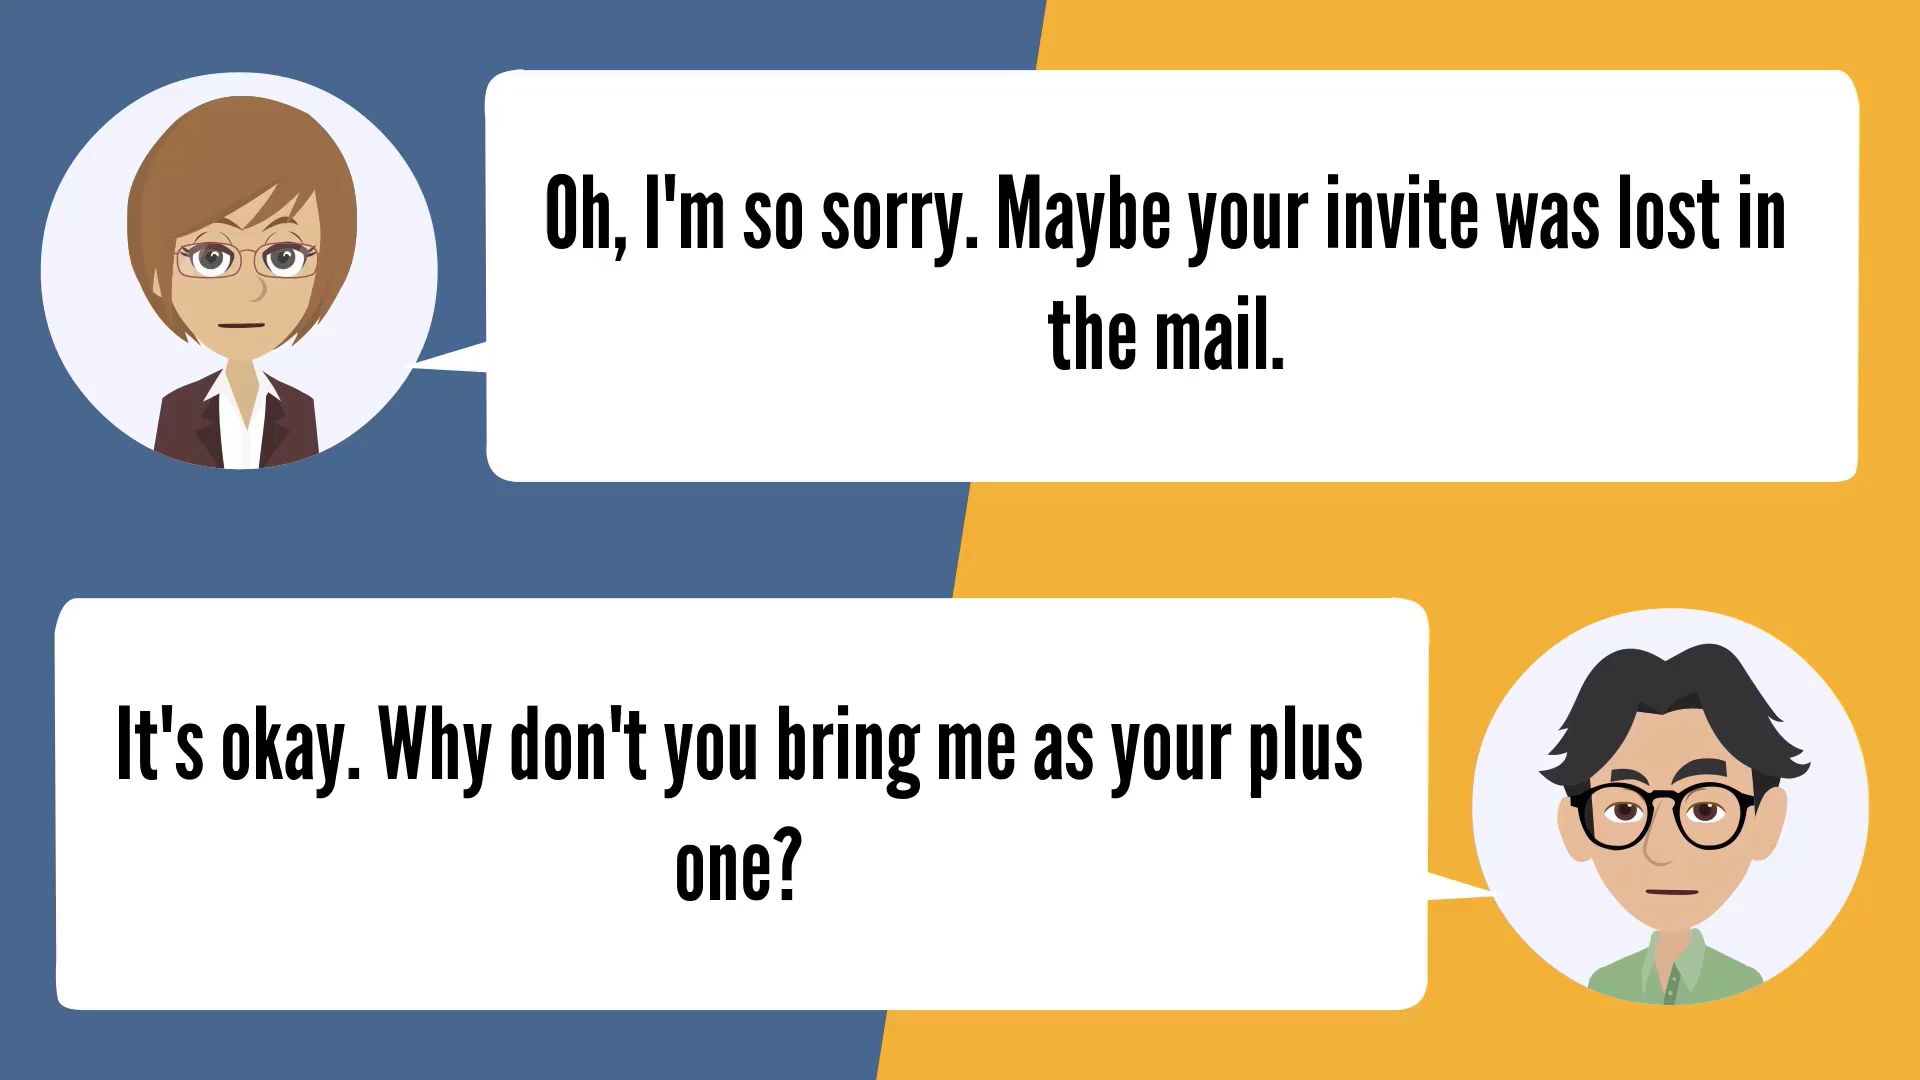 Oh, I'm so sorry. Maybe your invite was lost in
the mail.
It's okay. Why don't you bring me as your plus
one?